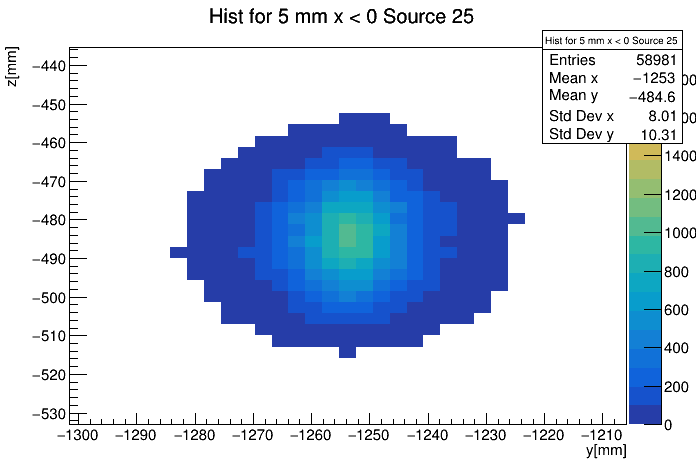 Hist for 5 mm x < 0 Source 25
Hist for 5 mm x < 0 Source 25
Entries 58981
Mean x −1253
Mean y −484.6
Std Dev x 8.01
Std Dev y 10.31
z[mm]
−440
−450
−460
−470
−480
−490
−500
−510
−520
−530
−1300 −1290 −1280 −1270 −1260 −1250 −1240 −1230 −1220 −1210
y[mm]
1400
1200
1000
800
600
400
200
0